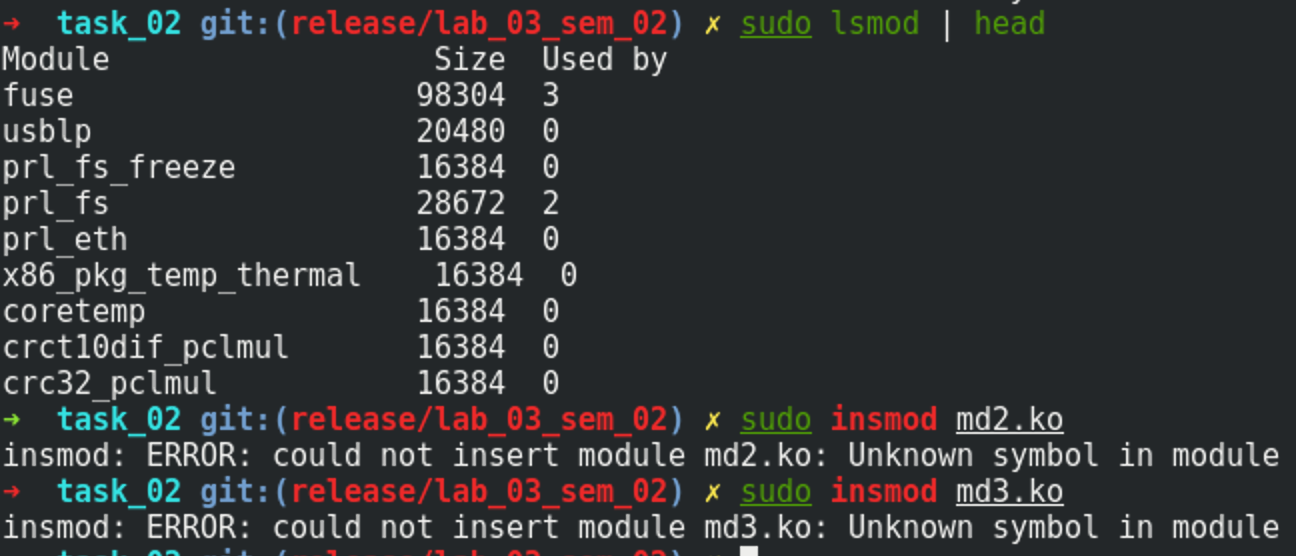 → task_02 git:(release/lab_03_sem_02) ✗ sudo lsmod | head
Module                  Size  Used by
fuse                   98304  3
usblp                  20480  0
prl_fs_freeze          16384  0
prl_fs                 28672  2
prl_eth                16384  0
x86_pkg_temp_thermal    16384  0
coretemp               16384  0
crct10dif_pclmul       16384  0
crc32_pclmul           16384  0
→ task_02 git:(release/lab_03_sem_02) ✗ sudo insmod md2.ko
insmod: ERROR: could not insert module md2.ko: Unknown symbol in module
→ task_02 git:(release/lab_03_sem_02) ✗ sudo insmod md3.ko
insmod: ERROR: could not insert module md3.ko: Unknown symbol in module